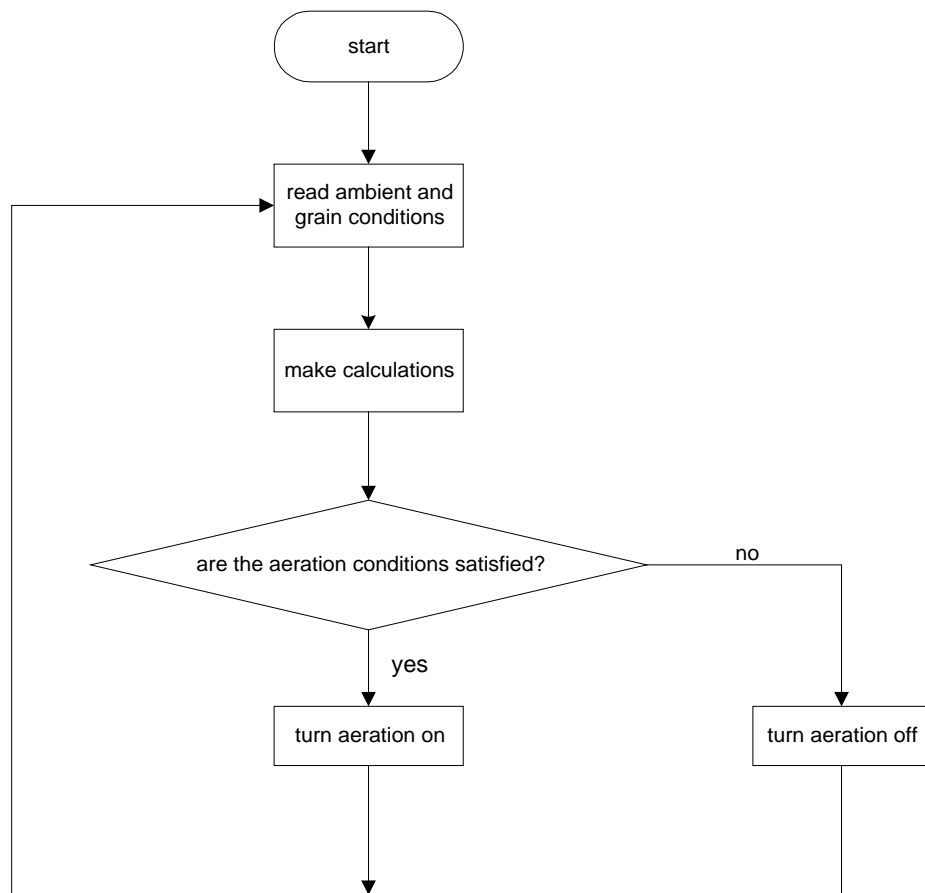 start
read ambient and
grain conditions
make calculations
are the aeration conditions satisfied?
no
yes
turn aeration on
turn aeration off